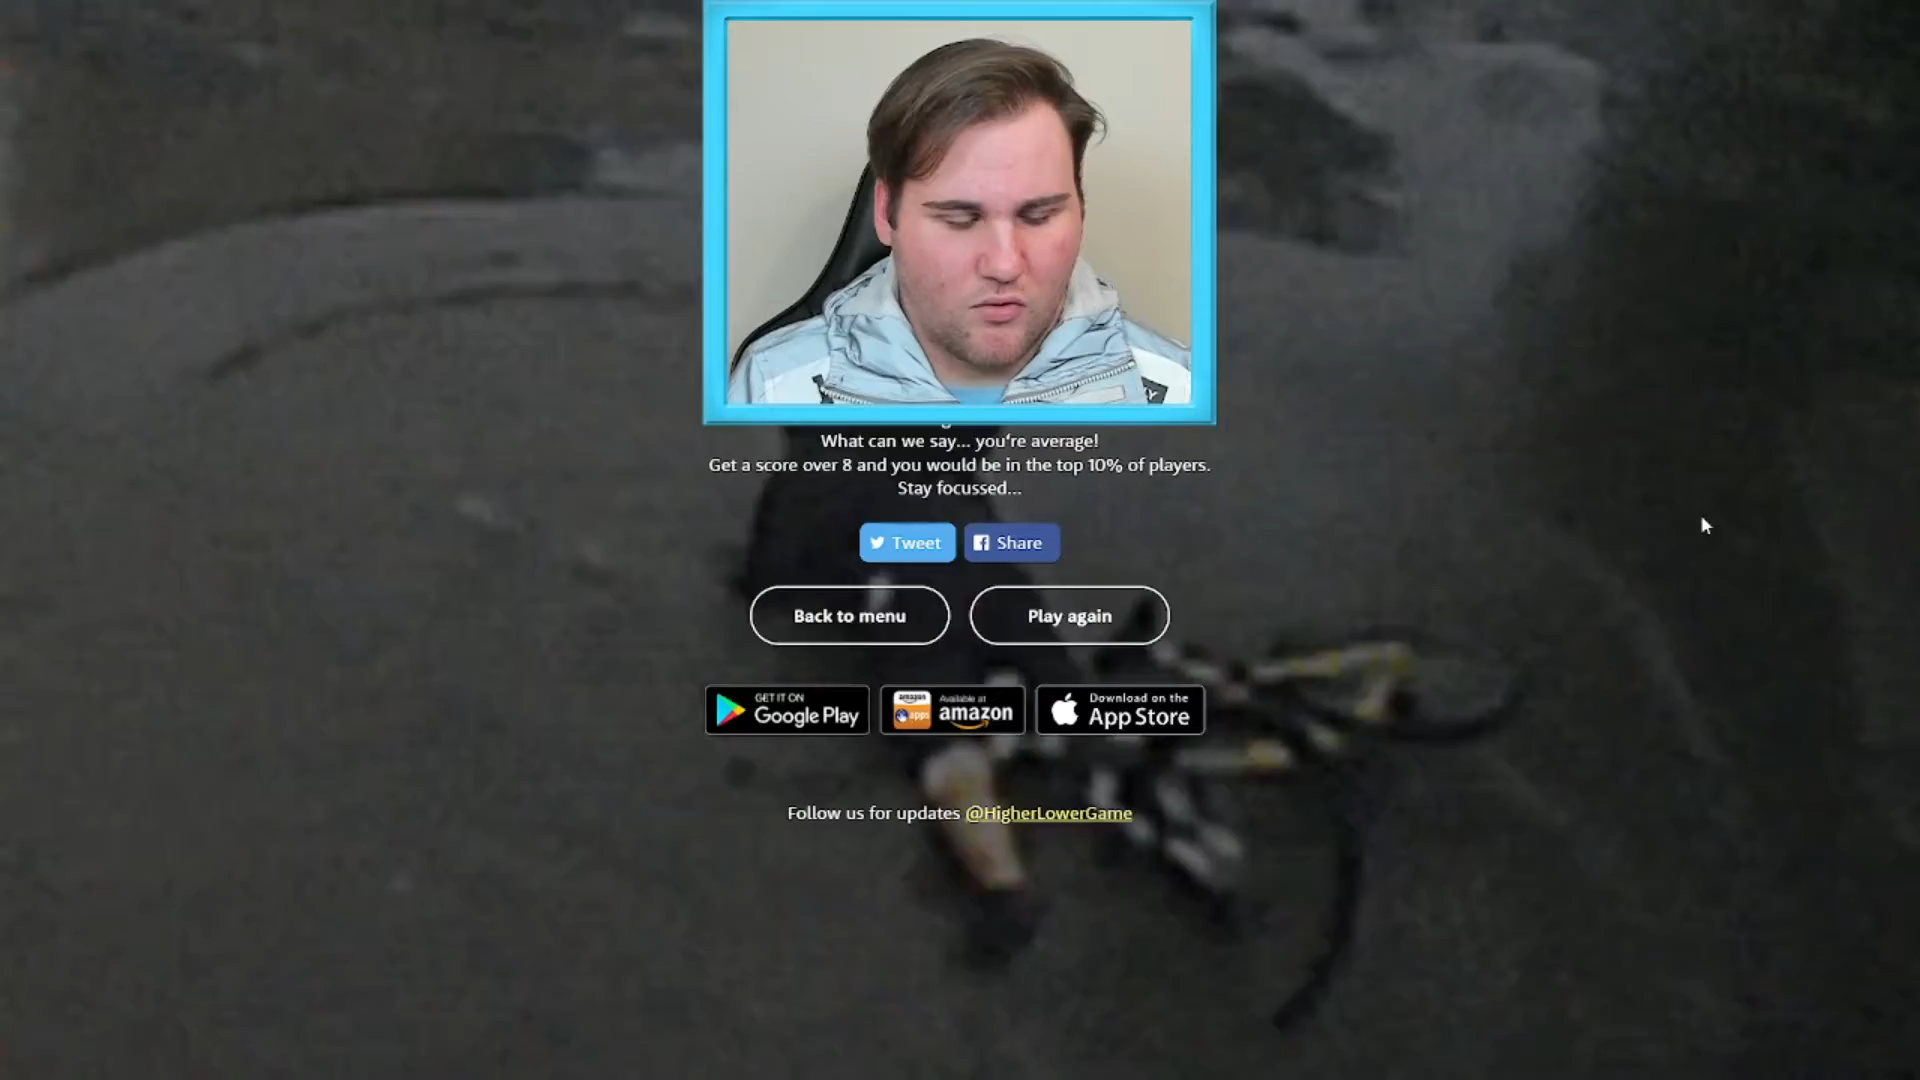 What can we say... you're average!
Get a score over 8 and you would be in the top 10% of players.
Stay focussed...
Tweet
Share
Back to menu
Play again
GET IT ON
Google Play
amazon
apps
Available at
amazon
Download on the
App Store
Follow us for updates @HigherLowerGame